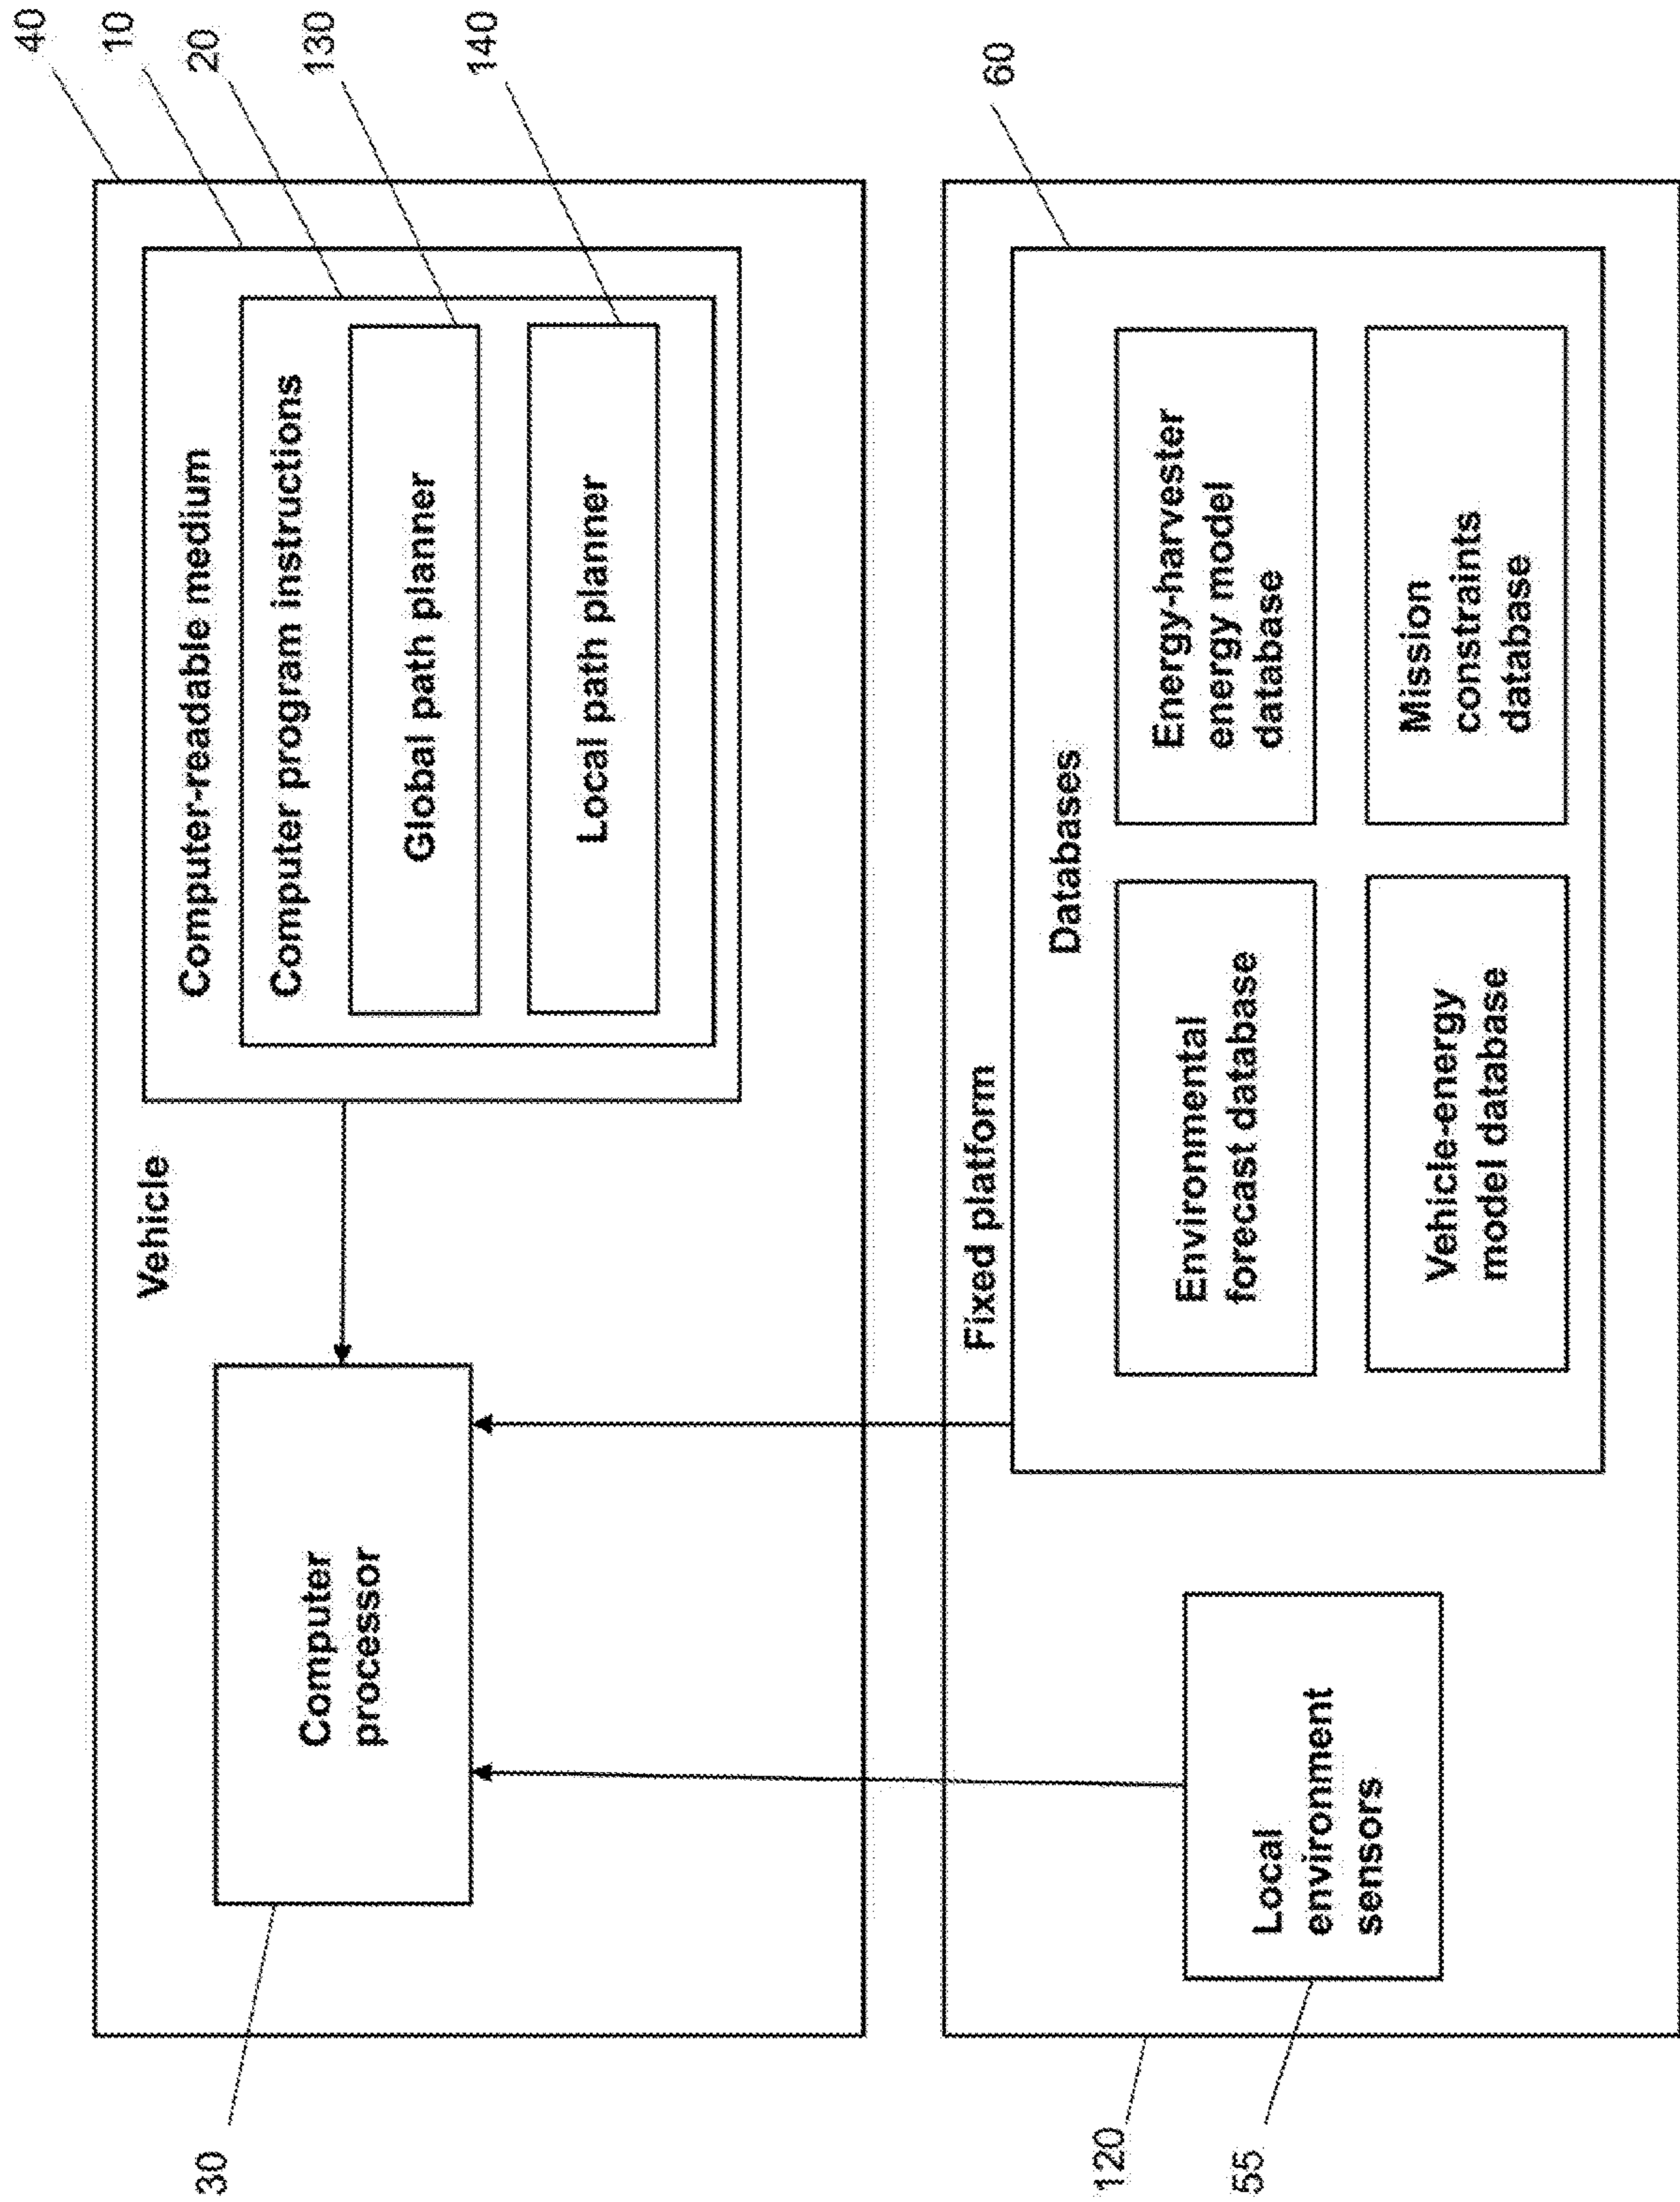 40
10
20
130
140
Vehicle
Computer-readable medium
Computer program instructions
Global path planner
Local path planner
Computer
processor
30
60
Fixed platform
Databases
Environmental
forecast database
Energy-harvester
energy model
database
Vehicle-energy
model database
Mission
constraints
database
Local
environment
sensors
120
55